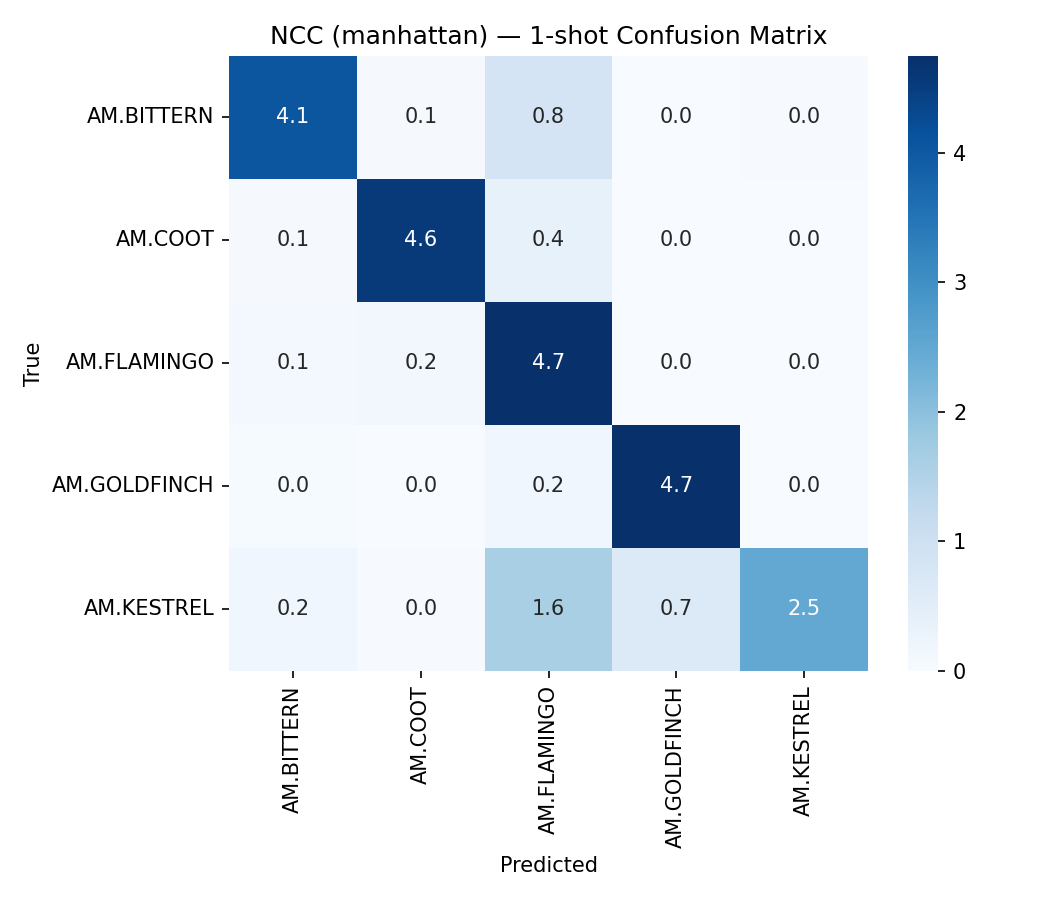 NCC (manhattan) — 1-shot Confusion Matrix
AM.BITTERN 4.1 0.1 0.8 0.0 0.0
AM.COOT 0.1 4.6 0.4 0.0 0.0
AM.FLAMINGO 0.1 0.2 4.7 0.0 0.0
AM.GOLDFINCH 0.0 0.0 0.2 4.7 0.0
AM.KESTREL 0.2 0.0 1.6 0.7 2.5
True
AM.BITTERN AM.COOT AM.FLAMINGO AM.GOLDFINCH AM.KESTREL
Predicted
4
3
2
1
0